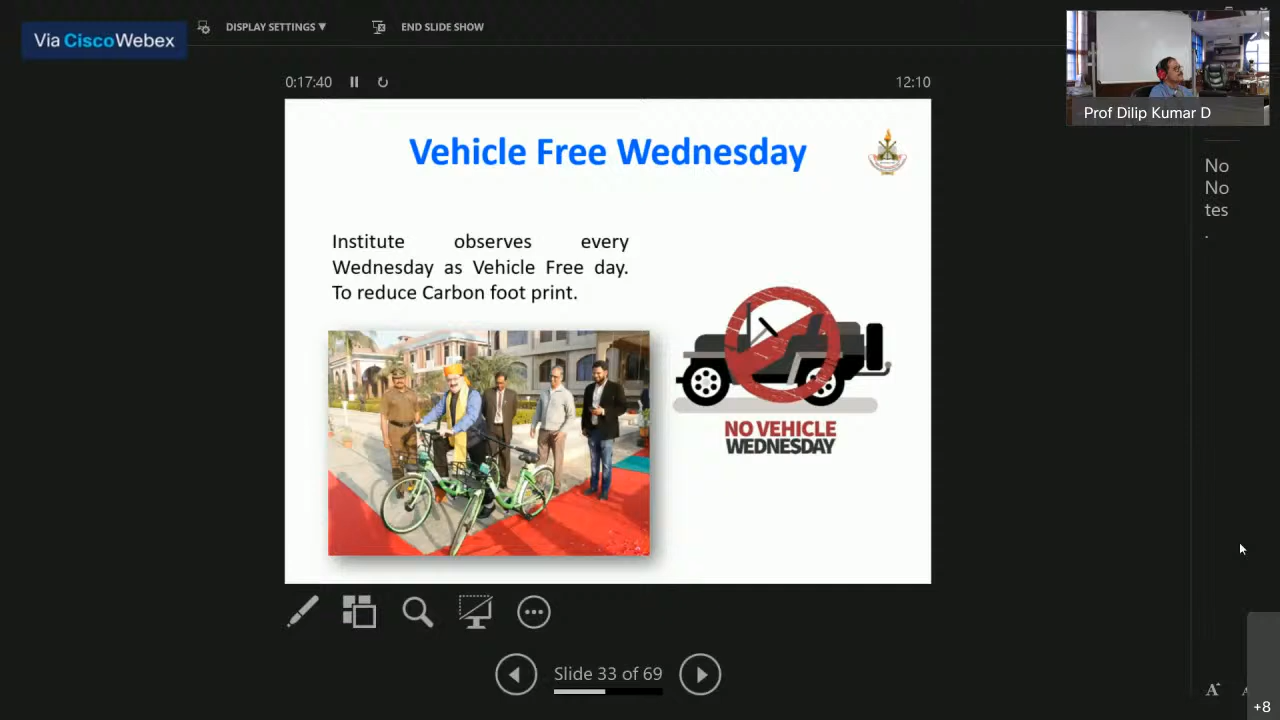 Via CiscoWebex
DISPLAY SETTINGS ▼
END SLIDE SHOW
Prof Dilip Kumar D
0:17:40
12:10
Vehicle Free Wednesday
Institute observes every
Wednesday as Vehicle Free day.
To reduce Carbon foot print.
NO VEHICLE
WEDNESDAY
No
No
tes
.
Slide 33 of 69
A
+8